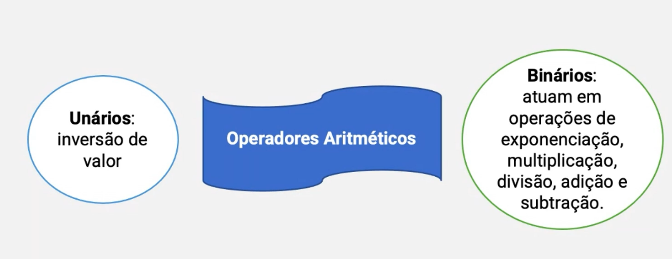 Unários:
inversão de
valor
Operadores Aritméticos
Binários:
atuam em
operações de
exponenciação,
multiplicação,
divisão, adição e
subtração.